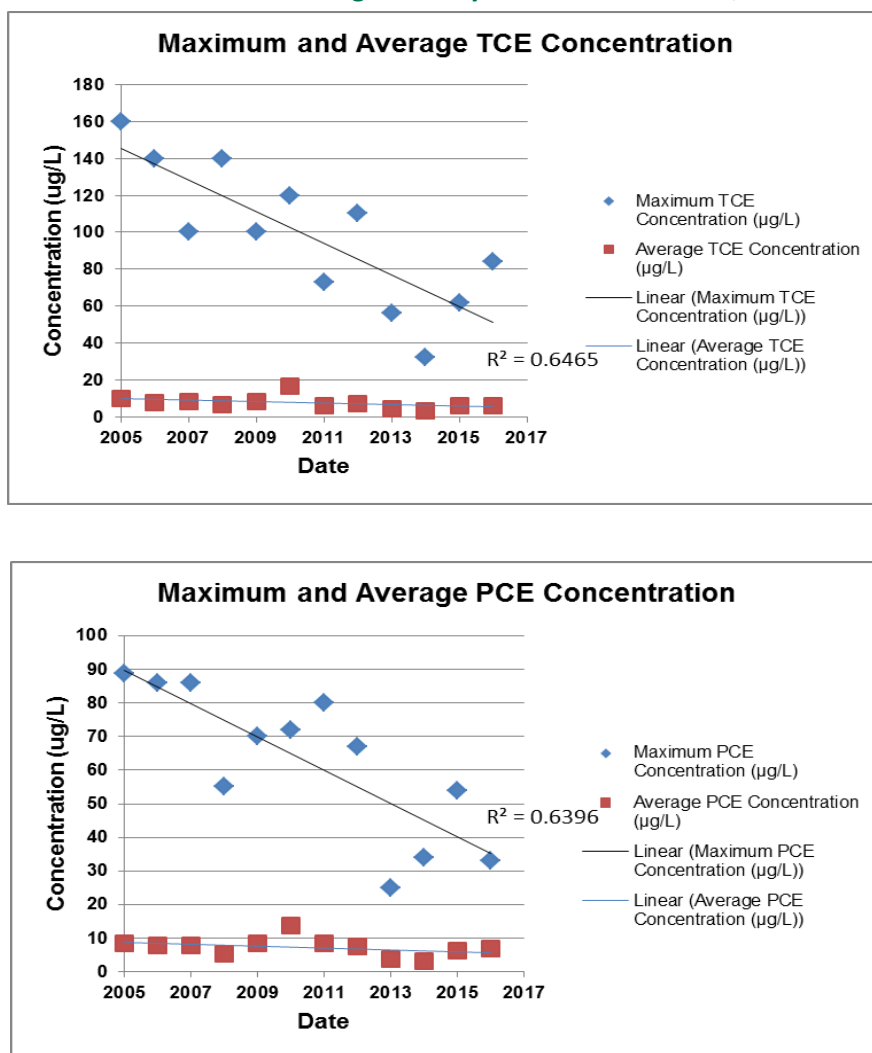 Maximum and Average TCE Concentration
180
160
140
120
100
80
60
40
20
0
Concentration (ug/L)
2005 2007 2009 2011 2013 2015 2017
Date
R² = 0.6465
Maximum TCE
Concentration (µg/L)
Average TCE Concentration
(µg/L)
Linear (Maximum TCE
Concentration (µg/L))
Linear (Average TCE
Concentration (µg/L))
Maximum and Average PCE Concentration
100
90
80
70
60
50
40
30
20
10
0
Concentration (ug/L)
2005 2007 2009 2011 2013 2015 2017
Date
R² = 0.6396
Maximum PCE
Concentration (µg/L)
Average PCE Concentration
(µg/L)
Linear (Maximum PCE
Concentration (µg/L))
Linear (Average PCE
Concentration (µg/L))